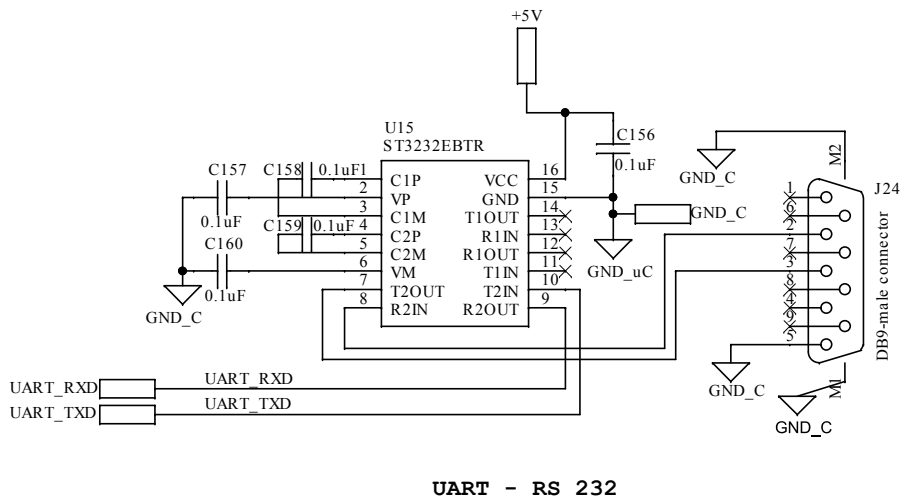 +5V
U15
ST3232EBTR
C156
0.1uF
M2
GND_C
J24
C157
0.1uF
C158
0.1uF
C159
0.1uF
C160
0.1uF
GND_C
1 C1P
2 VP
3 C1M
4 C2P
5 C2M
6 VM
7 T2OUT
8 R2IN
VCC 16
GND 15
T1OUT 14
R1IN 13
R1OUT 12
T1IN 11
T2IN 10
R2OUT 9
GND_C
GND_uC
1
6
2
7
3
8
4
9
5
DB9-male connector
GND_C
M1
GND_C
UART_RXD
UART_RXD
UART_TXD
UART_TXD
UART - RS 232